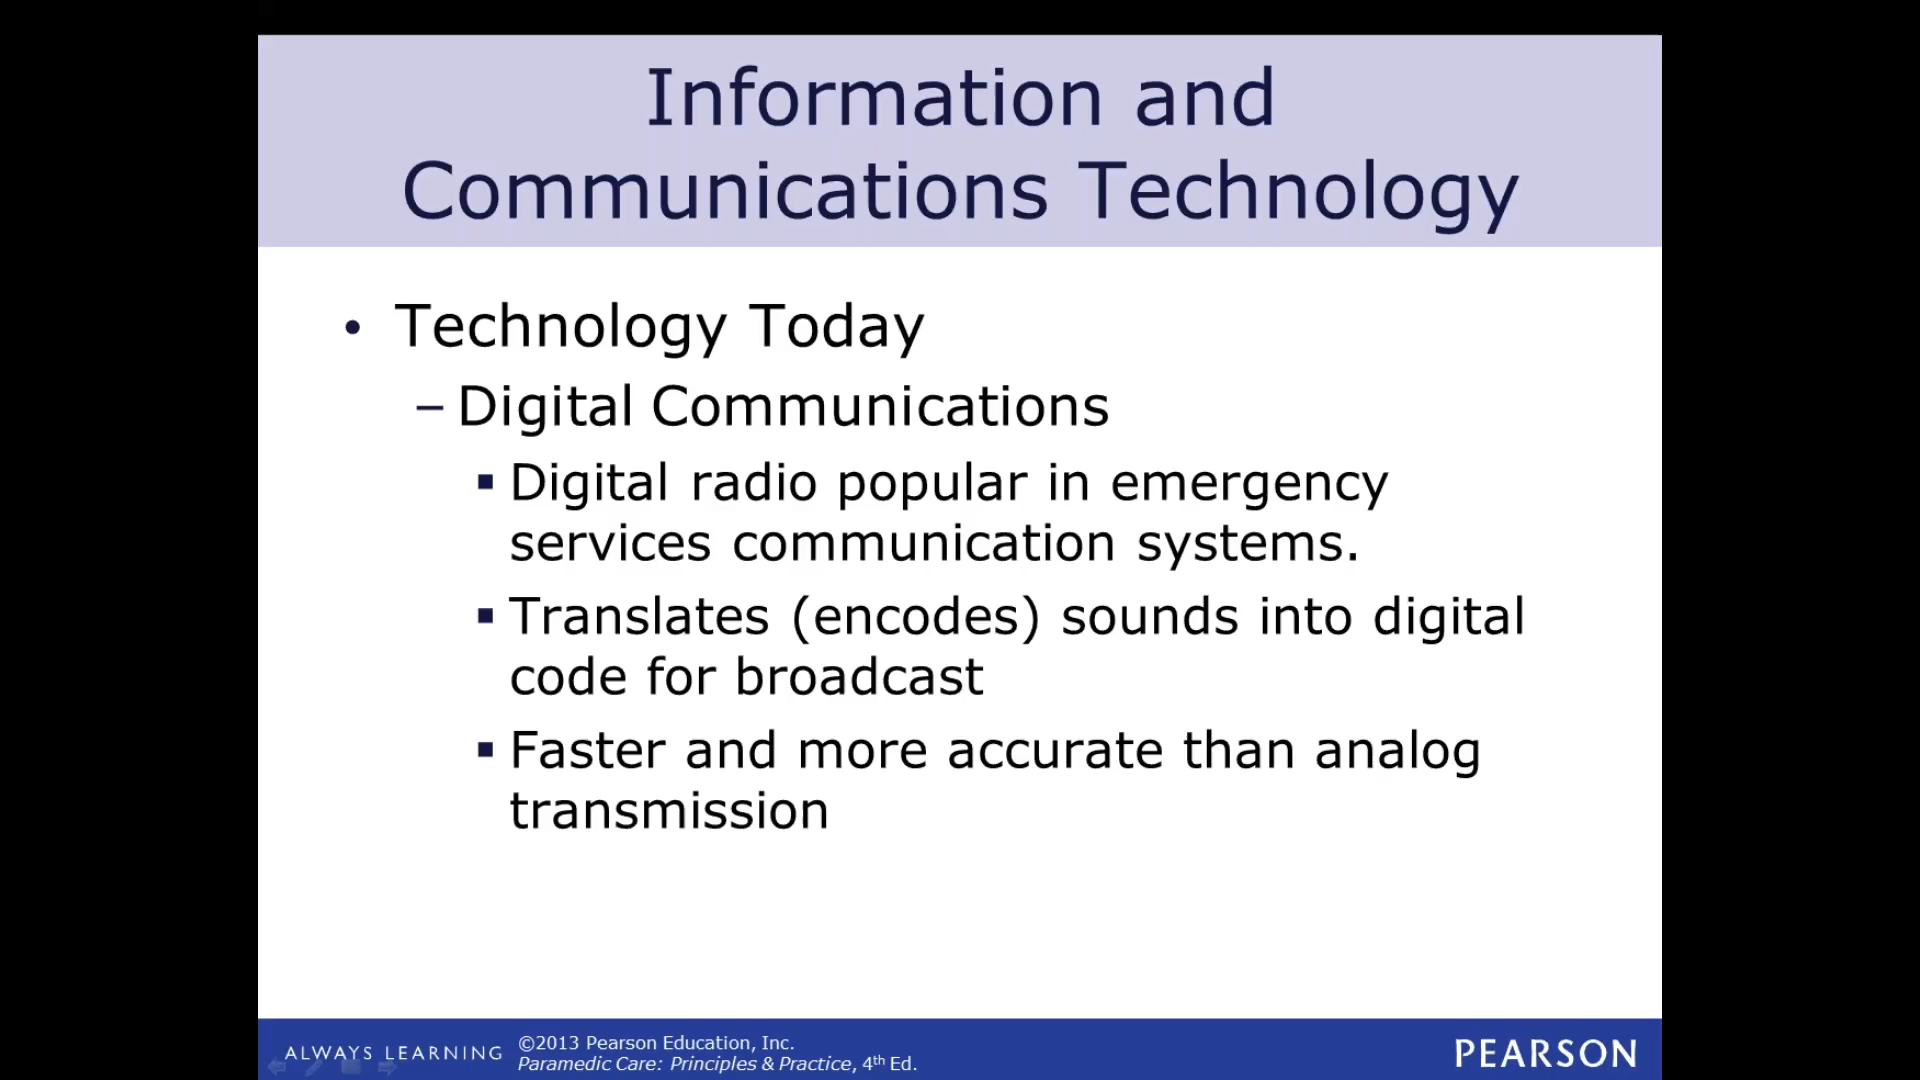 Information and
Communications Technology
• Technology Today
– Digital Communications
▪ Digital radio popular in emergency
services communication systems.
▪ Translates (encodes) sounds into digital
code for broadcast
▪ Faster and more accurate than analog
transmission
ALWAYS LEARNING
©2013 Pearson Education, Inc.
Paramedic Care: Principles & Practice, 4th Ed.
PEARSON